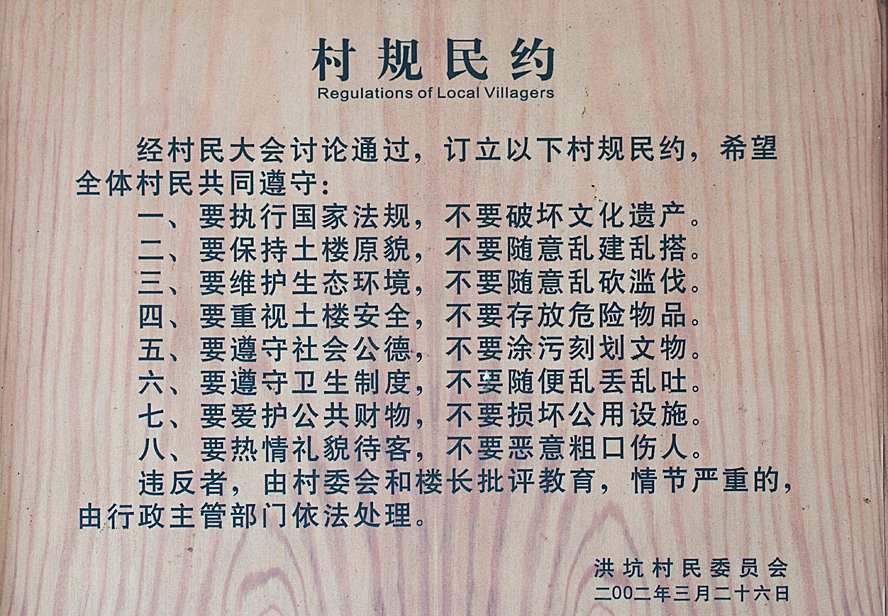 村规民约
Regulations of Local Villagers
经村民大会讨论通过，订立以下村规民约，希望
全体村民共同遵守：
一、要执行国家法规，不要破坏文化遗产。
二、要保持土楼原貌，不要随意乱建乱搭。
三、要维护生态环境，不要随意乱砍滥伐。
四、要重视土楼安全，不要存放危险物品。
五、要遵守社会公德，不要涂污刻划文物。
六、要遵守卫生制度，不要随便乱丢乱吐。
七、要爱护公共财物，不要损坏公用设施。
八、要热情礼貌待客，不要恶意粗口伤人。
违反者，由村委会和楼长批评教育，情节严重的，
由行政主管部门依法处理。
洪坑村民委员会
二00二年三月二十六日